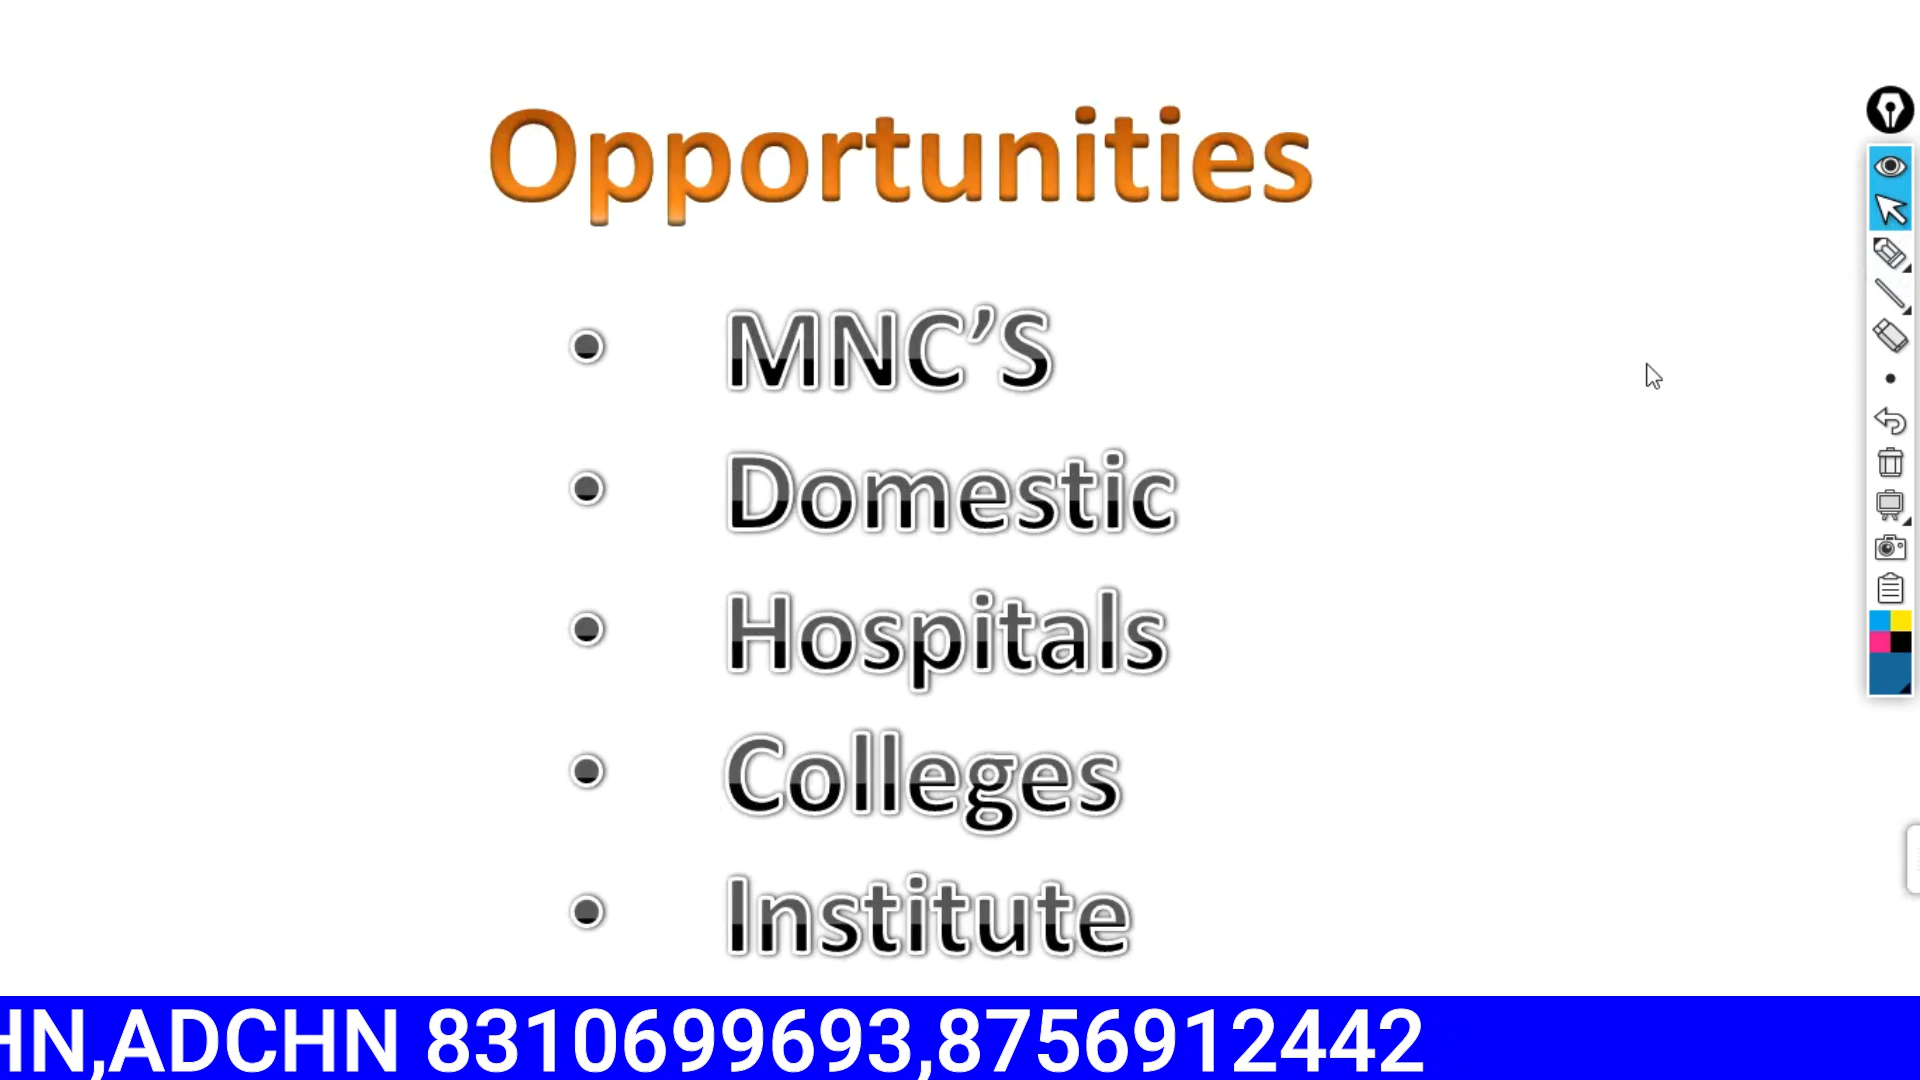 Opportunities
• MNC’S
• Domestic
• Hospitals
• Colleges
• Institute
HN,ADCHN 8310699693,8756912442